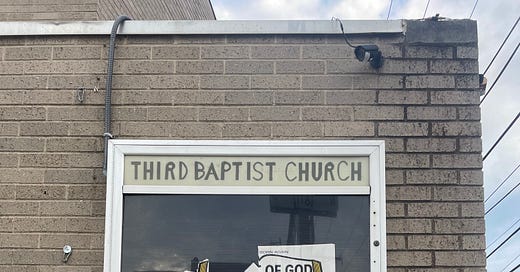 THIRD BAPTIST CHURCH
OF GOD